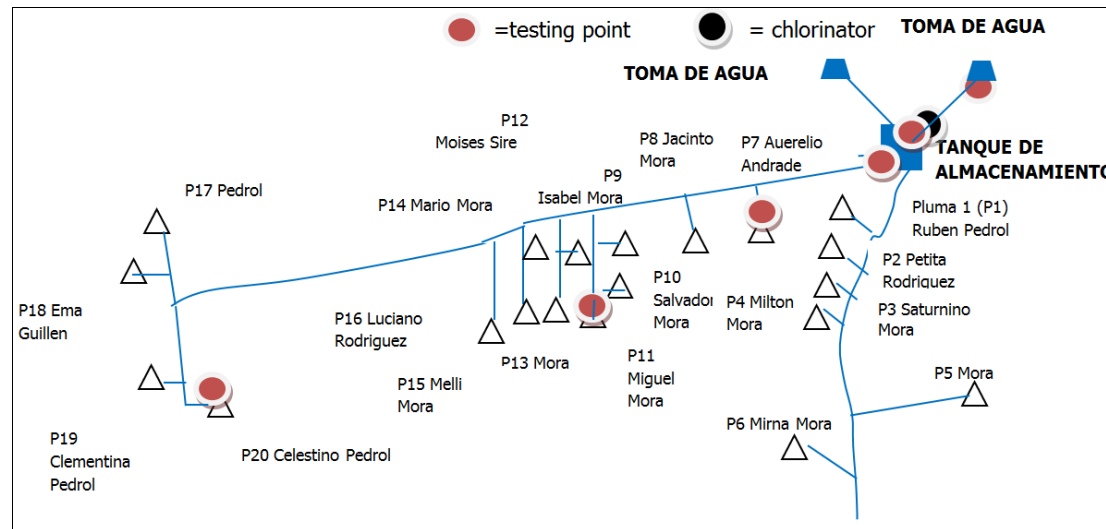 =testing point
= chlorinator
TOMA DE AGUA
TOMA DE AGUA
P12
Moises Sire
P8 Jacinto
Mora
P7 Auerelio
Andrade
TANQUE DE
ALMACENAMIENTO
P17 Pedrol
P14 Mario Mora
P9
Isabel Mora
Pluma 1 (P1)
Ruben Pedrol
P2 Petita
Rodriquez
P18 Ema
Guillen
P16 Luciano
Rodriguez
P10
Salvador
Mora
P4 Milton
Mora
P3 Saturnino
Mora
P13 Mora
P15 Melli
Mora
P11
Miguel
Mora
P5 Mora
P6 Mirna Mora
P19
Clementina
Pedrol
P20 Celestino Pedrol